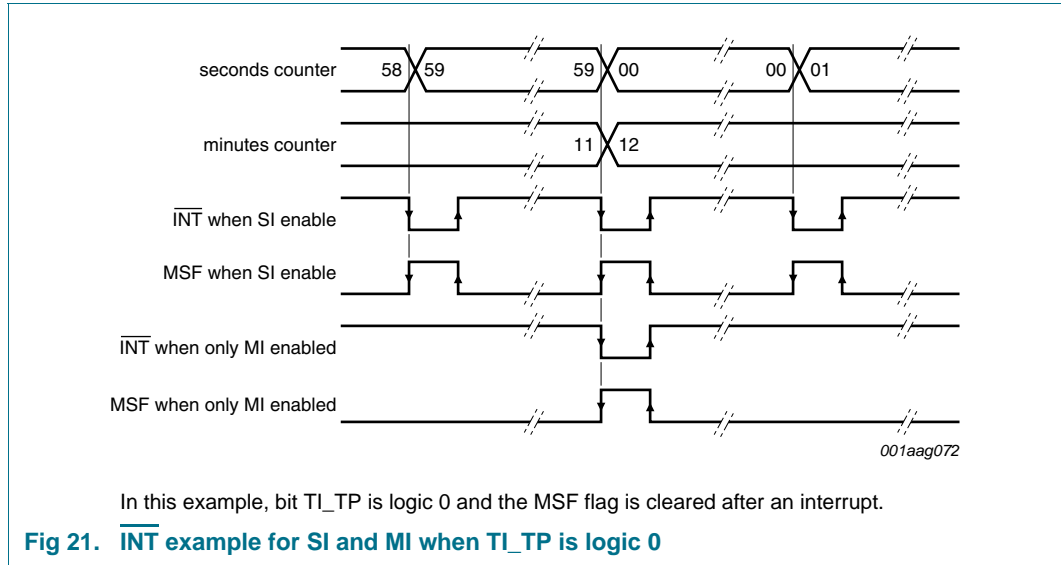 seconds counter 58 59 59 00 00 01
minutes counter 11 12
INT when SI enable
MSF when SI enable
INT when only MI enabled
MSF when only MI enabled
001aag072
In this example, bit TI_TP is logic 0 and the MSF flag is cleared after an interrupt.
Fig 21. INT example for SI and MI when TI_TP is logic 0